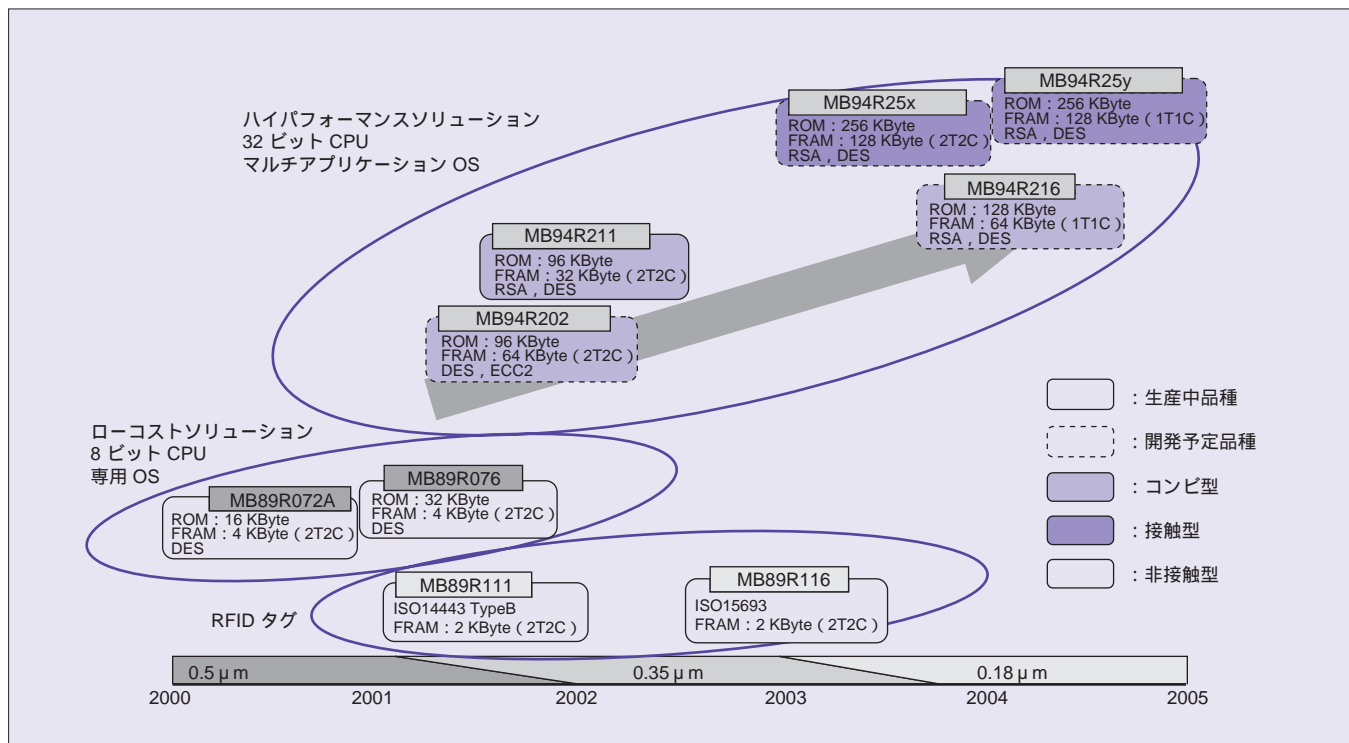 ハイパフォーマンスソリューション
32 ビット CPU
マルチアプリケーション OS
MB94R25x
ROM : 256 KByte
FRAM : 128 KByte ( 2T2C )
RSA , DES
MB94R25y
ROM : 256 KByte
FRAM : 128 KByte ( 1T1C )
RSA , DES
MB94R216
ROM : 128 KByte
FRAM : 64 KByte ( 1T1C )
RSA , DES
MB94R211
ROM : 96 KByte
FRAM : 32 KByte ( 2T2C )
RSA , DES
MB94R202
ROM : 96 KByte
FRAM : 64 KByte ( 2T2C )
DES , ECC2
ローコストソリューション
8 ビット CPU
専用 OS
MB89R072A
ROM : 16 KByte
FRAM : 4 KByte ( 2T2C )
DES
MB89R076
ROM : 32 KByte
FRAM : 4 KByte ( 2T2C )
DES
RFID タグ
MB89R111
ISO14443 TypeB
FRAM : 2 KByte ( 2T2C )
MB89R116
ISO15693
FRAM : 2 KByte ( 2T2C )
: 生産中品種
: 開発予定品種
: コンビ型
: 接触型
: 非接触型
0.5 μ m
0.35 μ m
0.18 μ m
2000
2001
2002
2003
2004
2005